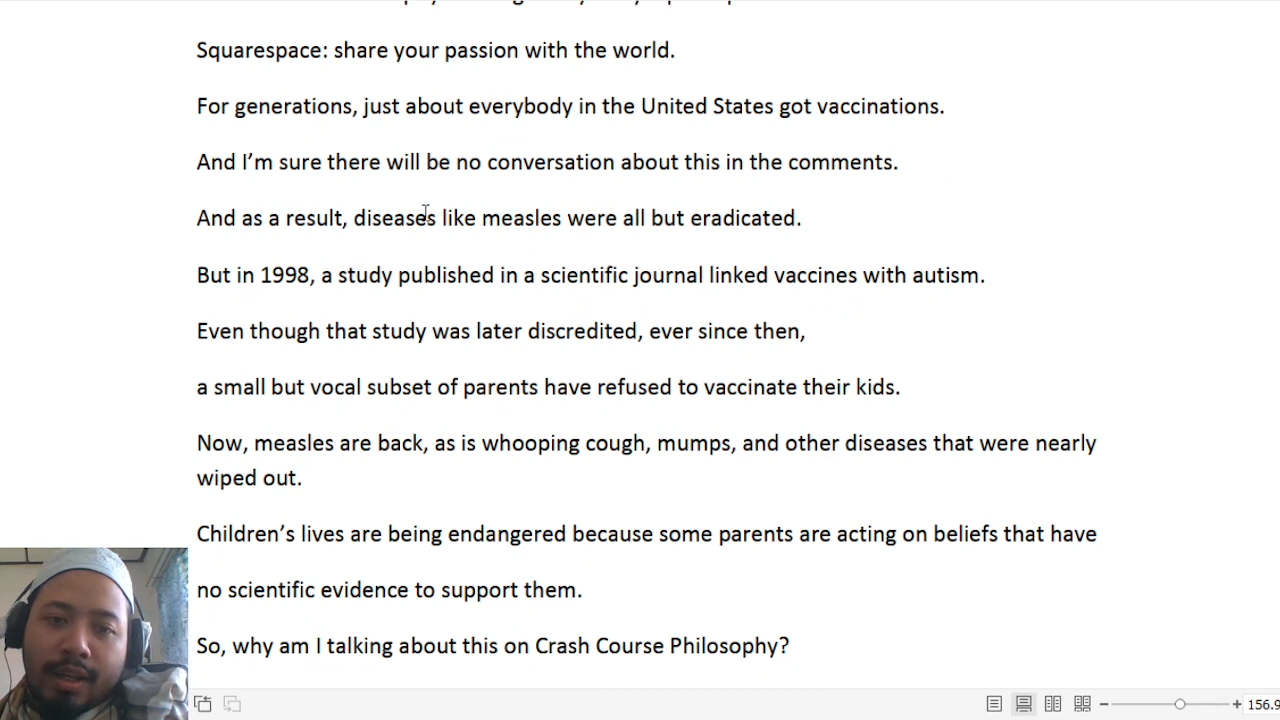 Squarespace: share your passion with the world.
For generations, just about everybody in the United States got vaccinations.
And I’m sure there will be no conversation about this in the comments.
And as a result, diseases like measles were all but eradicated.
But in 1998, a study published in a scientific journal linked vaccines with autism.
Even though that study was later discredited, ever since then,
a small but vocal subset of parents have refused to vaccinate their kids.
Now, measles are back, as is whooping cough, mumps, and other diseases that were nearly
wiped out.
Children’s lives are being endangered because some parents are acting on beliefs that have
no scientific evidence to support them.
So, why am I talking about this on Crash Course Philosophy?